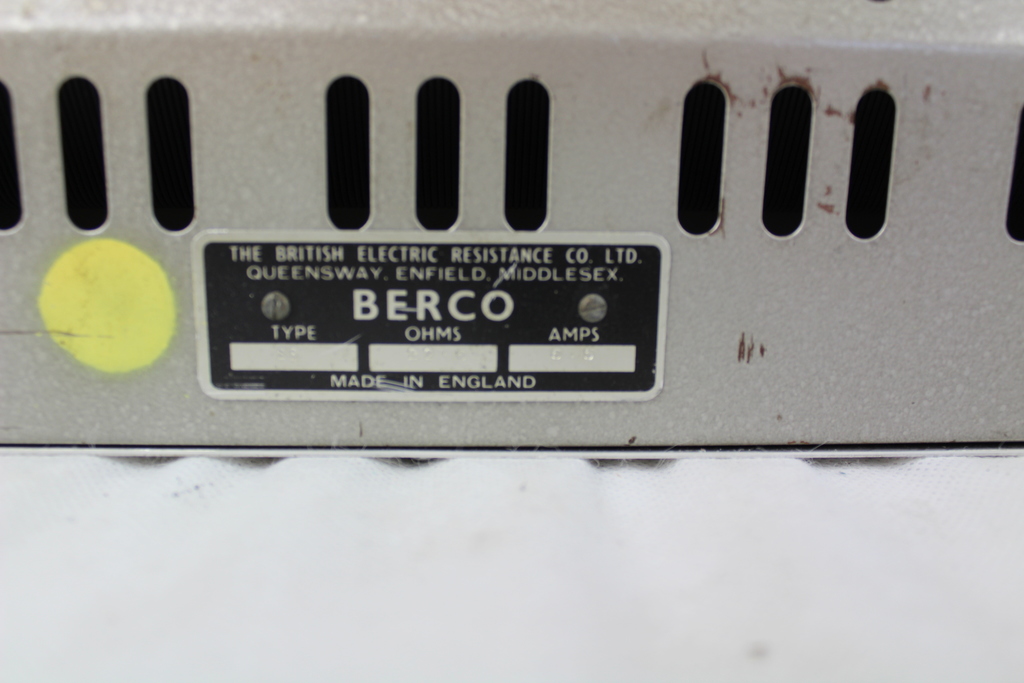 THE BRITISH ELECTRIC RESISTANCE CO. LTD.
QUEENSWAY. ENFIELD. MIDDLESEX.
BERCO
TYPE OHMS AMPS
MADE IN ENGLAND